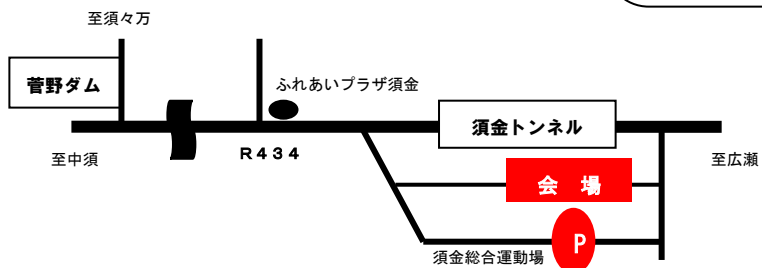 至須々万
菅野ダム
ふれあいプラザ須金
須金トンネル
至中須
R434
至広瀬
会 場
P
須金総合運動場